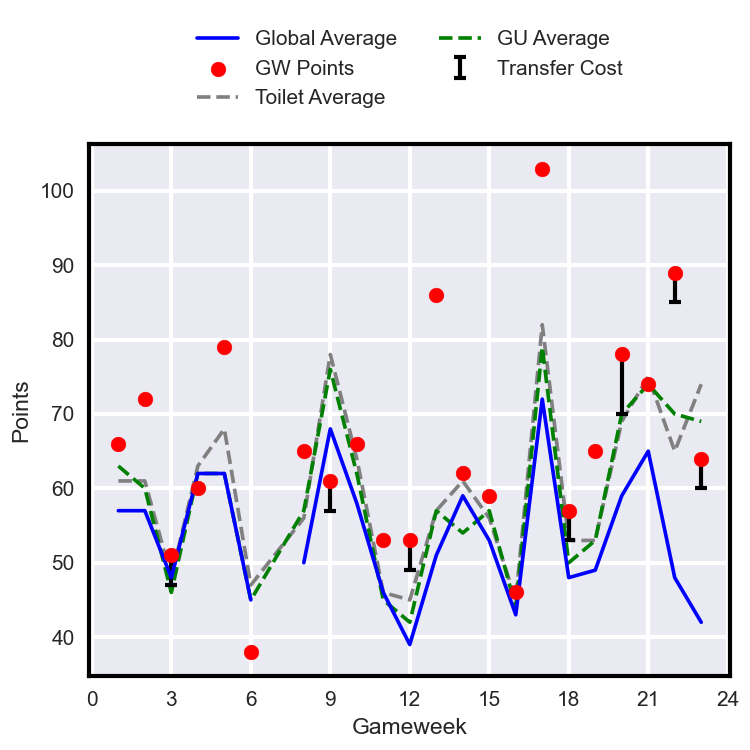 Global Average
GW Points
Toilet Average
GU Average
Transfer Cost
Points
100
90
80
70
60
50
40
0 3 6 9 12 15 18 21 24
Gameweek